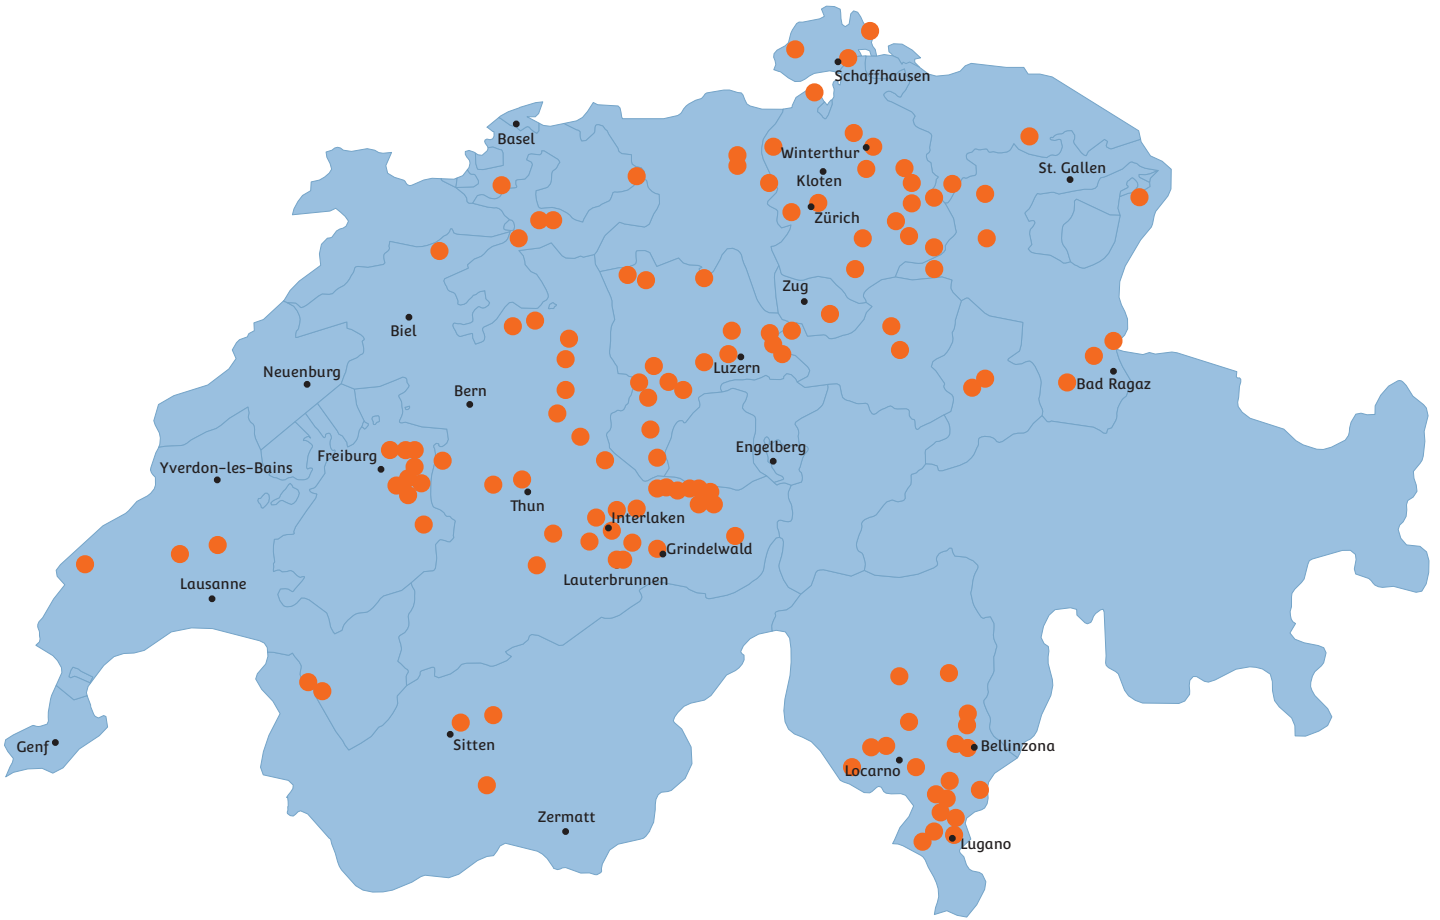 Schaffhausen
Basel
Winterthur
Kloten
St. Gallen
Zürich
Zug
Biel
Luzern
Neuenburg
Bad Ragaz
Bern
Engelberg
Freiburg
Yverdon-les-Bains
Thun
Interlaken
Grindelwald
Lauterbrunnen
Lausanne
Genf
Sitten
Bellinzona
Locarno
Zermatt
Lugano